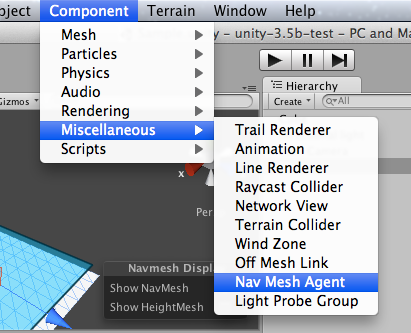 bject Component Terrain Window Help
unity-3.5b-test - PC and Ma
Mesh
Particles
Physics
Audio
Rendering
Miscellaneous
Scripts
Gizmos
Hierarchy
Create All
Trail Renderer
Animation
Line Renderer
Raycast Collider
Network View
Terrain Collider
Wind Zone
Off Mesh Link
Nav Mesh Agent
Light Probe Group
x
Per
Navmesh Displ
Show NavMesh
Show HeightMesh